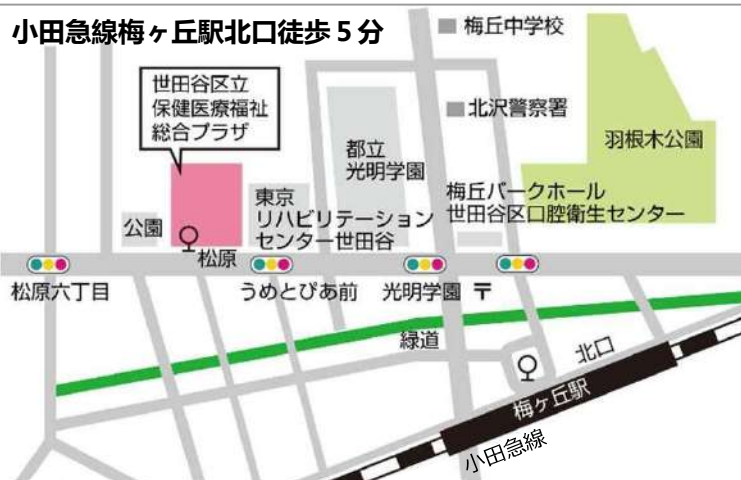 小田急線梅ヶ丘駅北口徒歩5分
梅丘中学校
世田谷区立
保健医療福祉
総合プラザ
北沢警察署
羽根木公園
都立
光明学園
梅丘パークホール
世田谷区口腔衛生センター
東京
リハビリテーション
センター世田谷
公園
松原
松原六丁目
うめとぴあ前
光明学園
〒
緑道
北口
梅ヶ丘駅
小田急線